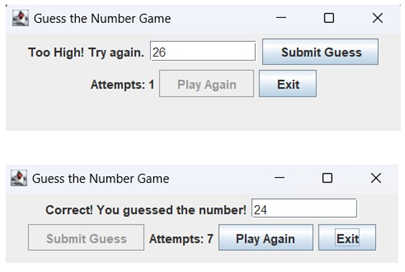 Guess the Number Game
Too High! Try again. 26 Submit Guess
Attempts: 1 Play Again Exit
Guess the Number Game
Correct! You guessed the number! 24
Submit Guess Attempts: 7 Play Again Exit